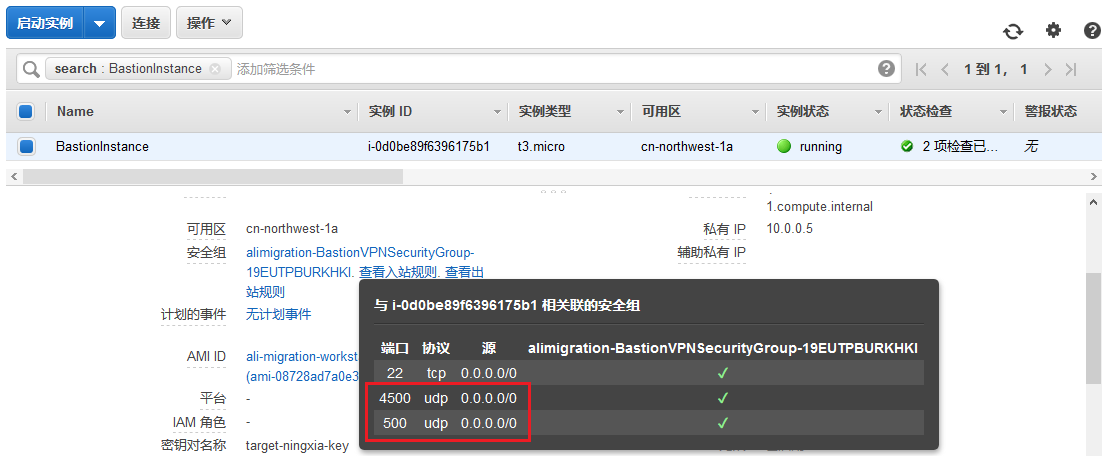 启动实例 连接 操作
search : BastionInstance 添加筛选条件 1 到 1, 1
Name 实例 ID 实例类型 可用区 实例状态 状态检查 警报状态
BastionInstance i-0d0be89f6396175b1 t3.micro cn-northwest-1a running 2 项检查已... 无
1.compute.internal
可用区 cn-northwest-1a 私有 IP 10.0.0.5
安全组 alimigration-BastionVPNSecurityGroup- 辅助私有 IP
19EUTPBURKHKI. 查看入站规则. 查看出
站规则
计划的事件 无计划事件
与 i-0d0be89f6396175b1 相关联的安全组
端口 协议 源 alimigration-BastionVPNSecurityGroup-19EUTPBURKHKI
22 tcp 0.0.0.0/0 ✓
4500 udp 0.0.0.0/0 ✓
500 udp 0.0.0.0/0 ✓
AMI ID ali-migration-workst
(ami-08728ad7a0e3
平台 -
IAM 角色 -
密钥对名称 target-ningxia-key